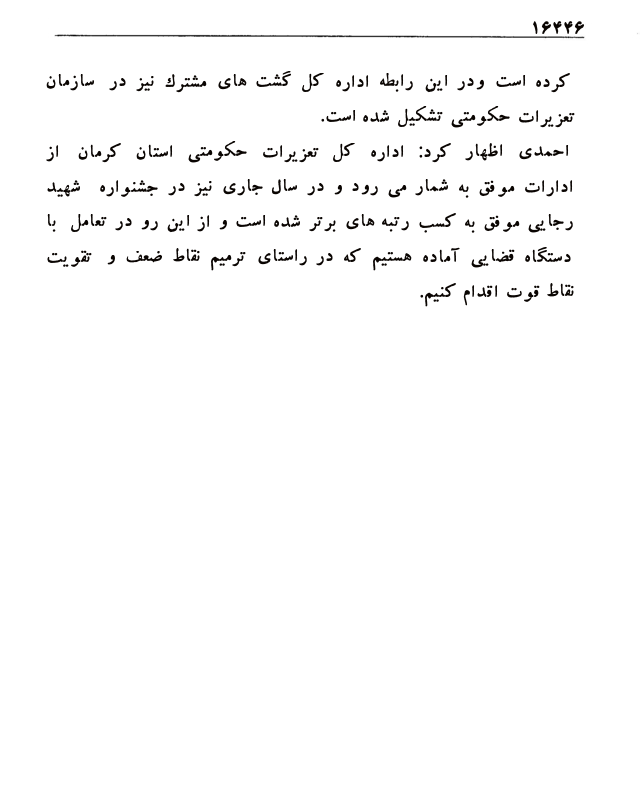 ۱۶۴۴۶
کرده است ودر این رابطه اداره کل گشت های مشترك نیز در سازمان
تعزیرات حکومتی تشکیل شده است.
احمدی اظهار کرد: اداره کل تعزیرات حکومتی استان کرمان از
ادارات موفق به شمار می رود و در سال جاری نیز در جشنواره شهید
رجایی موفق به کسب رتبه های برتر شده است و از این رو در تعامل با
دستگاه قضایی آماده هستیم که در راستای ترمیم نقاط ضعف و تقویت
نقاط قوت اقدام کنیم.